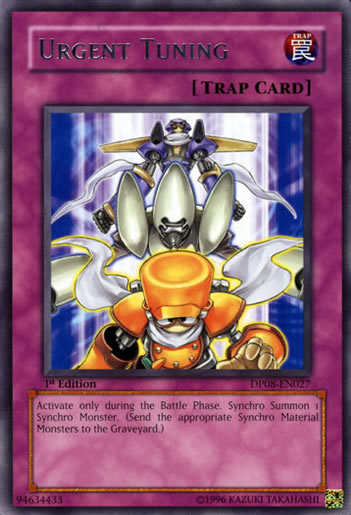 URGENT TUNING
TRAP
罠
[TRAP CARD]
1st Edition
DP08-EN027
Activate only during the Battle Phase. Synchro Summon 1
Synchro Monster. (Send the appropriate Synchro Material
Monsters to the Graveyard.)
94634433
©1996 KAZUKI TAKAHASHI